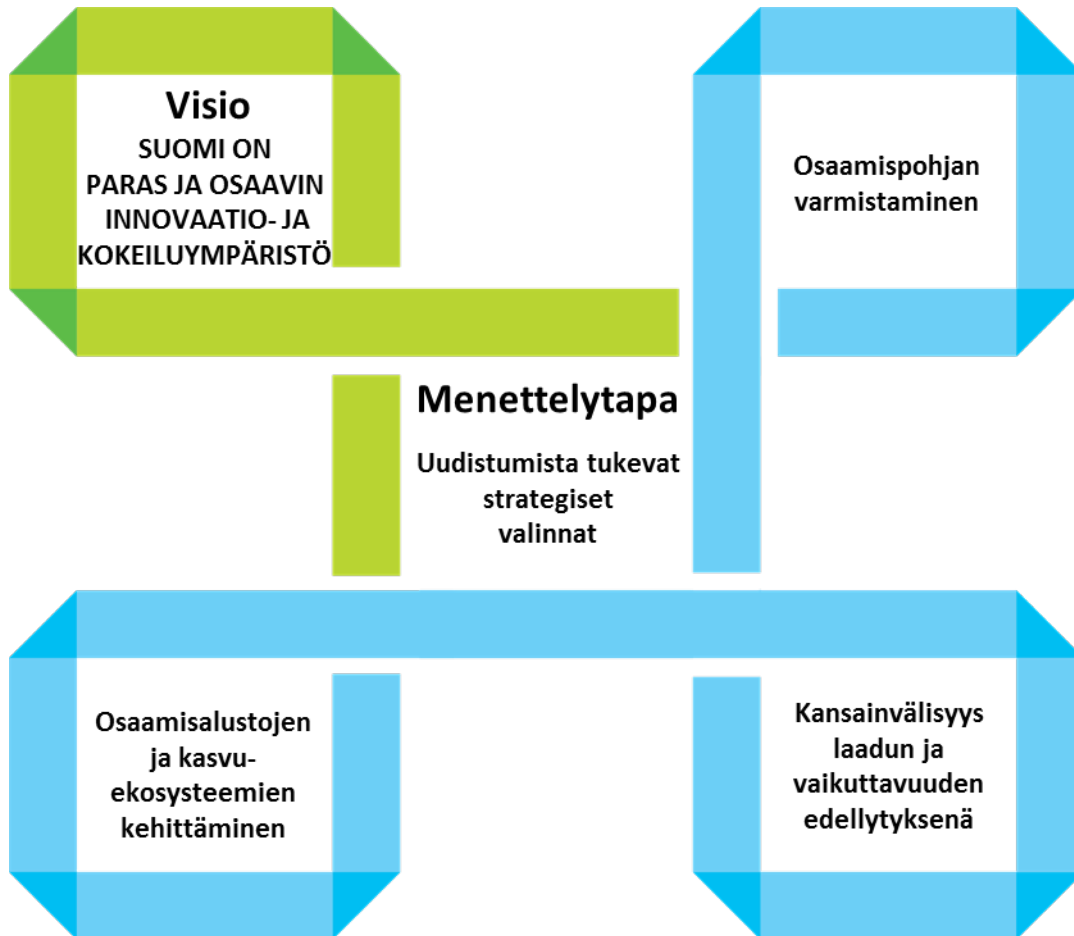 Visio
SUOMI ON
PARAS JA OSAAVIN
INNOVAATIO- JA
KOKEILUYMPÄRISTÖ
Osaamispohjan
varmistaminen
Menettelytapa
Uudistumista tukevat
strategiset
valinnat
Osaamisalustojen
ja kasvu-
ekosysteemien
kehittäminen
Kansainvälisyys
laadun ja
vaikuttavuuden
edellytyksenä